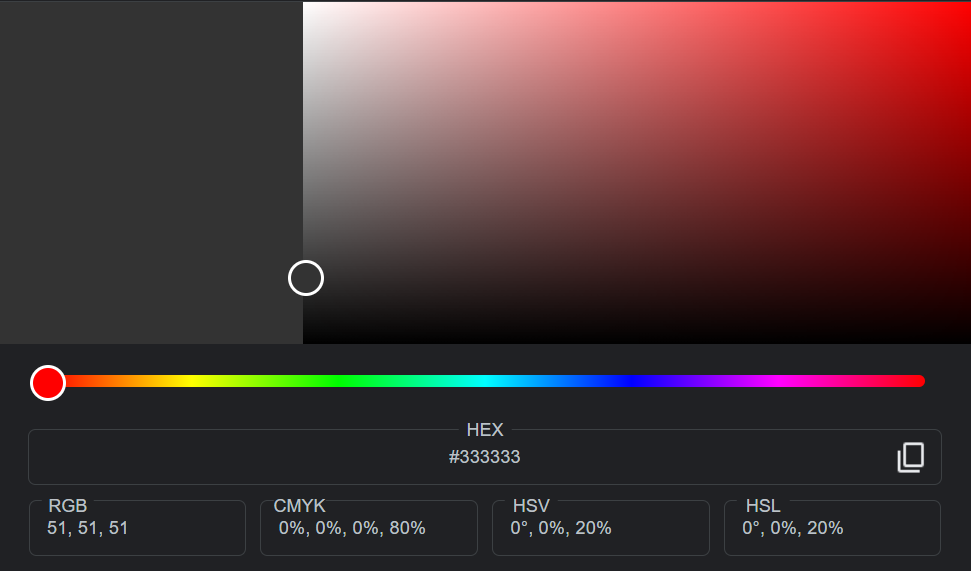 HEX
#333333
RGB
51, 51, 51
CMYK
0%, 0%, 0%, 80%
HSV
0°, 0%, 20%
HSL
0°, 0%, 20%